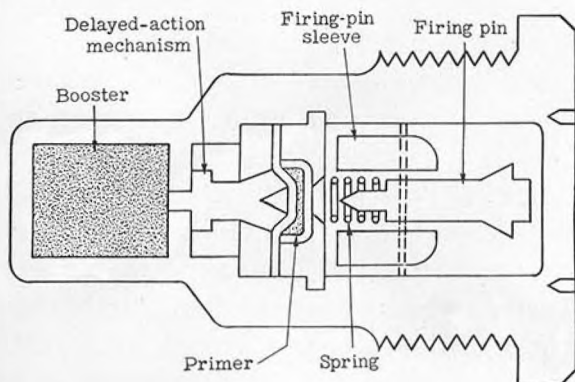 Delayed-action
mechanism
Firing-pin
sleeve
Firing pin
Booster
Primer
Spring